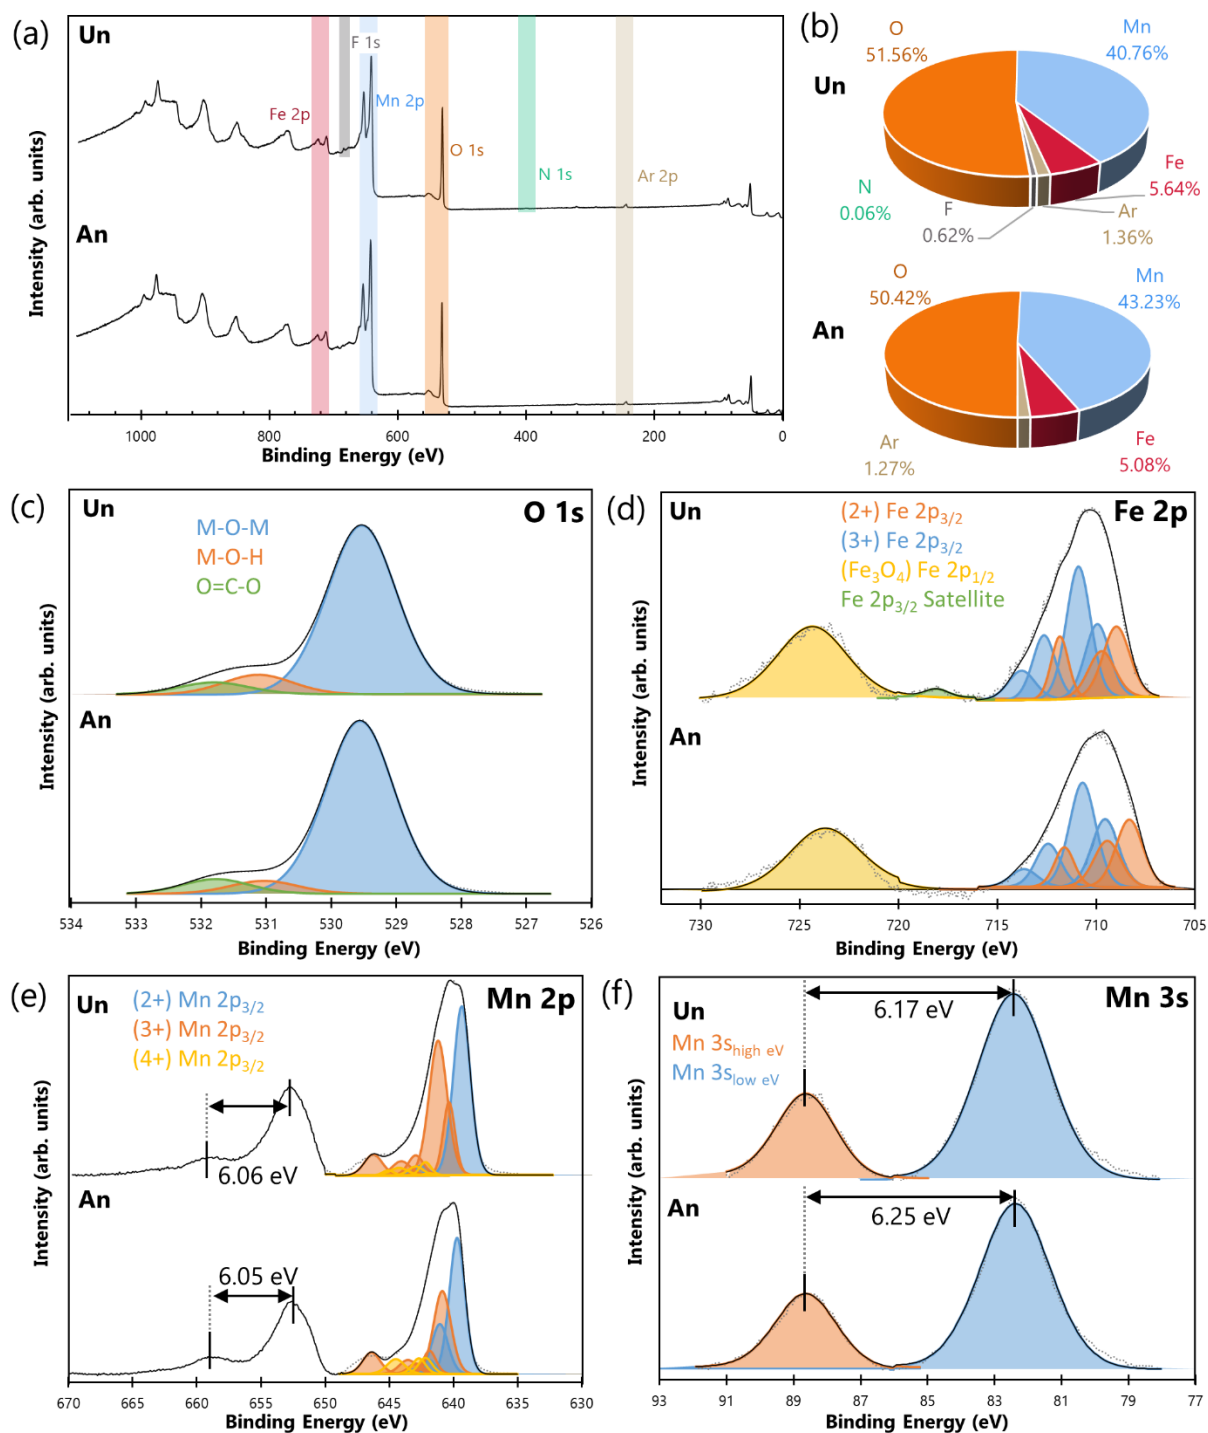 (a)
Un
F 1s
Fe 2p
Mn 2p
O 1s
N 1s
Ar 2p
An
Intensity (arb. units)
1000
800
600
400
200
0
Binding Energy (eV)
(b)
O
51.56%
Mn
40.76%
Un
Fe
5.64%
N
0.06%
F
0.62%
Ar
1.36%
O
50.42%
Mn
43.23%
An
Ar
1.27%
Fe
5.08%
(c)
Un
O 1s
M-O-M
M-O-H
O=C-O
An
Intensity (arb. units)
534
533
532
531
530
529
528
527
526
Binding Energy (eV)
(d)
Un
Fe 2p
(2+) Fe 2p3/2
(3+) Fe 2p3/2
(Fe3O4) Fe 2p1/2
Fe 2p3/2 Satellite
An
Intensity (arb. units)
730
725
720
715
710
705
Binding Energy (eV)
(e)
Un
Mn 2p
(2+) Mn 2p3/2
(3+) Mn 2p3/2
(4+) Mn 2p3/2
6.06 eV
An
6.05 eV
Intensity (arb. units)
670
665
660
655
650
645
640
635
630
Binding Energy (eV)
(f)
Un
Mn 3s
6.17 eV
Mn 3shigh eV
Mn 3slow eV
An
6.25 eV
Intensity (arb. units)
93
91
89
87
85
83
81
79
77
Binding Energy (eV)